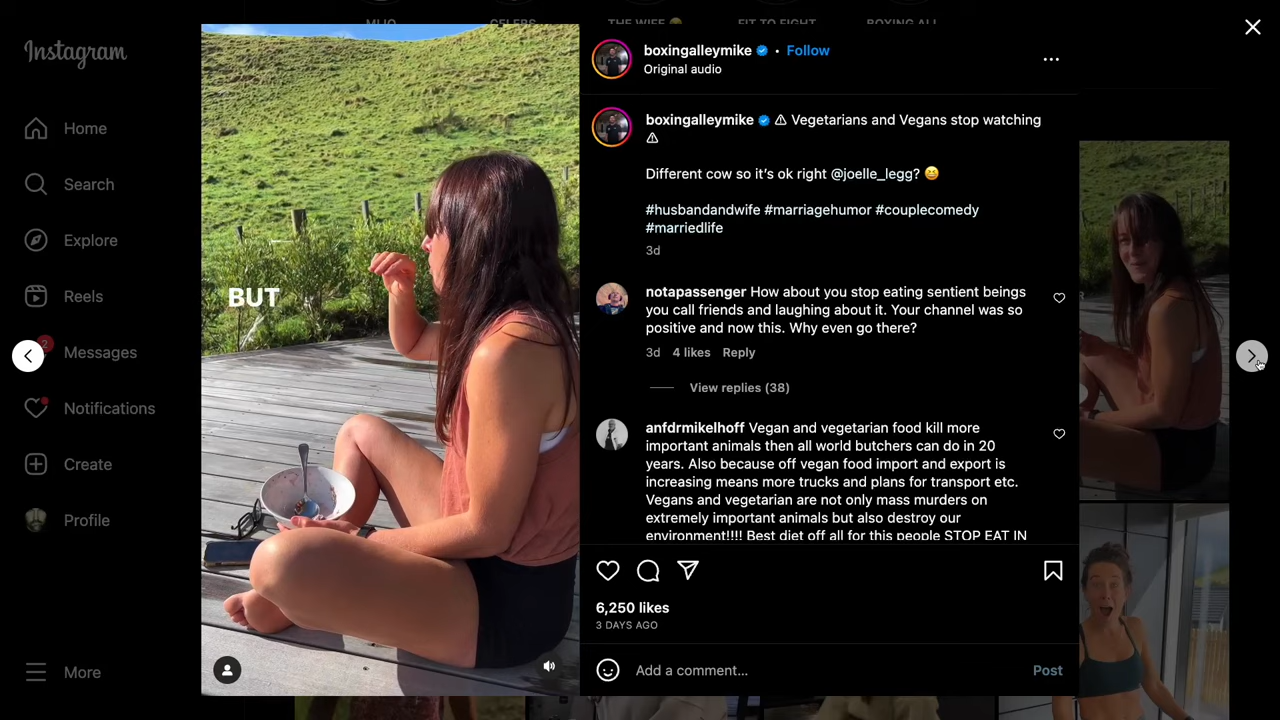 MIJO
CELEBS
THE WIFE
FIT TO FIGHT
BOXING ALL
Instagram
Home
Search
Explore
Reels
2
Messages
Notifications
Create
Profile
More
BUT
boxingalleymike • Follow
Original audio
boxingalleymike ⚠ Vegetarians and Vegans stop watching
⚠
Different cow so it’s ok right @joelle_legg? 😆
#husbandandwife #marriagehumor #couplecomedy
#marriedlife
3d
notapassenger How about you stop eating sentient beings
you call friends and laughing about it. Your channel was so
positive and now this. Why even go there?
3d 4 likes Reply
View replies (38)
anfdrmikelhoff Vegan and vegetarian food kill more
important animals then all world butchers can do in 20
years. Also because off vegan food import and export is
increasing means more trucks and plans for transport etc.
Vegans and vegetarian are not only mass murders on
extremely important animals but also destroy our
environment!!!! Best diet off all for this people STOP EAT IN
6,250 likes
3 DAYS AGO
Add a comment...
Post